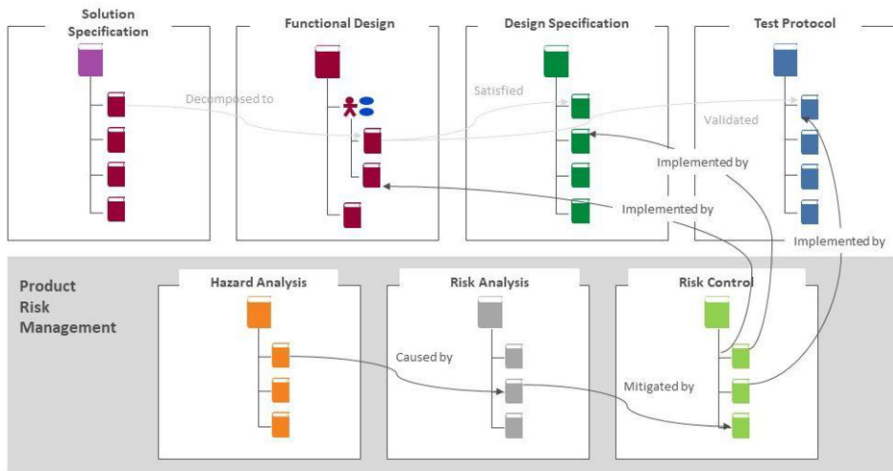 Solution
Specification
Functional Design
Design Specification
Test Protocol
Decomposed to
Satisfied
Validated
Implemented by
Implemented by
Implemented by
Product
Risk
Management
Hazard Analysis
Risk Analysis
Risk Control
Caused by
Mitigated by